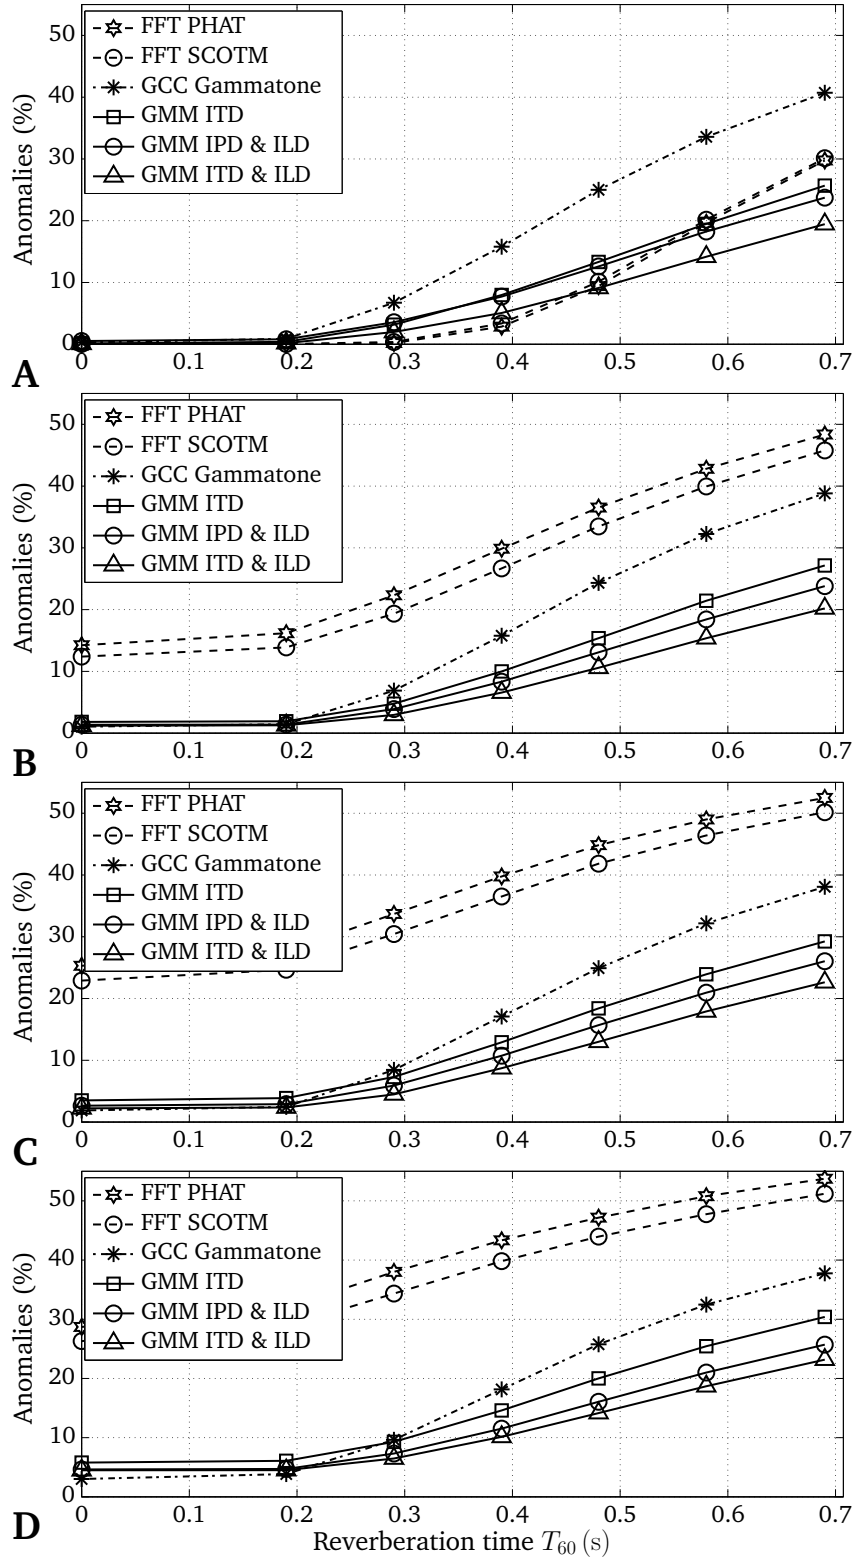 50
40
30
20
10
0
Anomalies (%)
FFT PHAT
FFT SCOTM
GCC Gammatone
GMM ITD
GMM IPD & ILD
GMM ITD & ILD
0 0.1 0.2 0.3 0.4 0.5 0.6 0.7
A
50
40
30
20
10
0
Anomalies (%)
FFT PHAT
FFT SCOTM
GCC Gammatone
GMM ITD
GMM IPD & ILD
GMM ITD & ILD
0 0.1 0.2 0.3 0.4 0.5 0.6 0.7
B
50
40
30
20
10
0
Anomalies (%)
FFT PHAT
FFT SCOTM
GCC Gammatone
GMM ITD
GMM IPD & ILD
GMM ITD & ILD
0 0.1 0.2 0.3 0.4 0.5 0.6 0.7
C
50
40
30
20
10
0
Anomalies (%)
FFT PHAT
FFT SCOTM
GCC Gammatone
GMM ITD
GMM IPD & ILD
GMM ITD & ILD
0 0.1 0.2 0.3 0.4 0.5 0.6 0.7
D
Reverberation time T₆₀ (s)